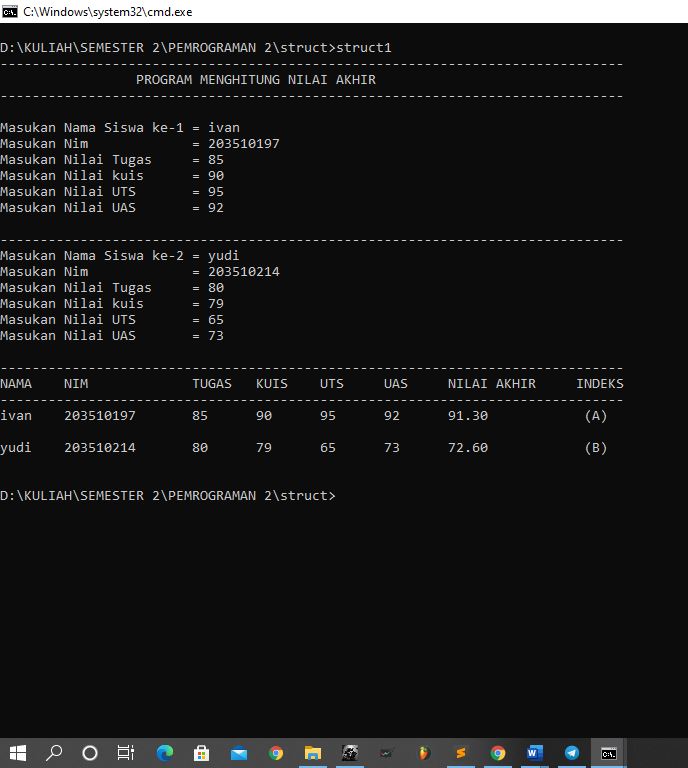 C:\Windows\system32\cmd.exe
D:\KULIAH\SEMESTER 2\PEMROGRAMAN 2\struct>struct1
------------------------------------------------------------------------------
PROGRAM MENGHITUNG NILAI AKHIR
------------------------------------------------------------------------------
Masukan Nama Siswa ke-1 = ivan
Masukan Nim             = 203510197
Masukan Nilai Tugas     = 85
Masukan Nilai kuis      = 90
Masukan Nilai UTS       = 95
Masukan Nilai UAS       = 92
------------------------------------------------------------------------------
Masukan Nama Siswa ke-2 = yudi
Masukan Nim             = 203510214
Masukan Nilai Tugas     = 80
Masukan Nilai kuis      = 79
Masukan Nilai UTS       = 65
Masukan Nilai UAS       = 73
------------------------------------------------------------------------------
NAMA    NIM             TUGAS   KUIS    UTS     UAS     NILAI AKHIR     INDEKS
------------------------------------------------------------------------------
ivan    203510197       85      90      95      92      91.30            (A)
yudi    203510214       80      79      65      73      72.60            (B)
D:\KULIAH\SEMESTER 2\PEMROGRAMAN 2\struct>